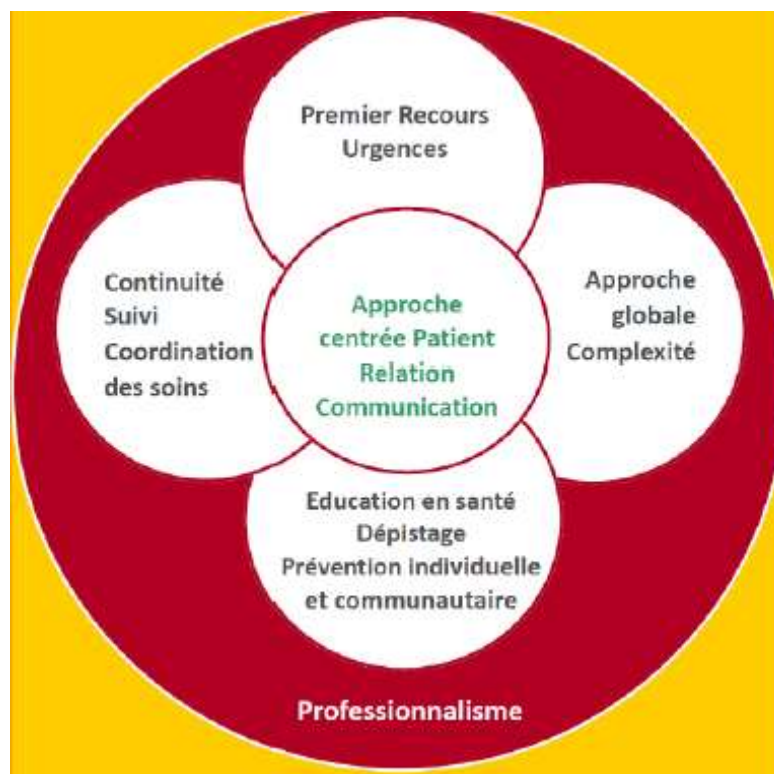 Premier Recours
Urgences
Continuité
Suivi
Coordination
des soins
Approche
centrée Patient
Relation
Communication
Approche
globale
Complexité
Education en santé
Dépistage
Prévention individuelle
et communautaire
Professionnalisme